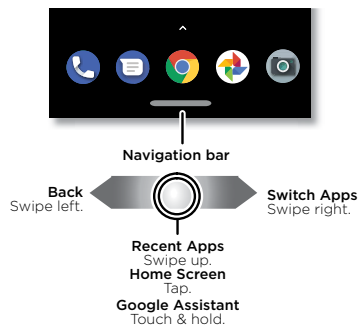 Navigation bar
Back
Swipe left.
Switch Apps
Swipe right.
Recent Apps
Swipe up.
Home Screen
Tap.
Google Assistant
Touch & hold.